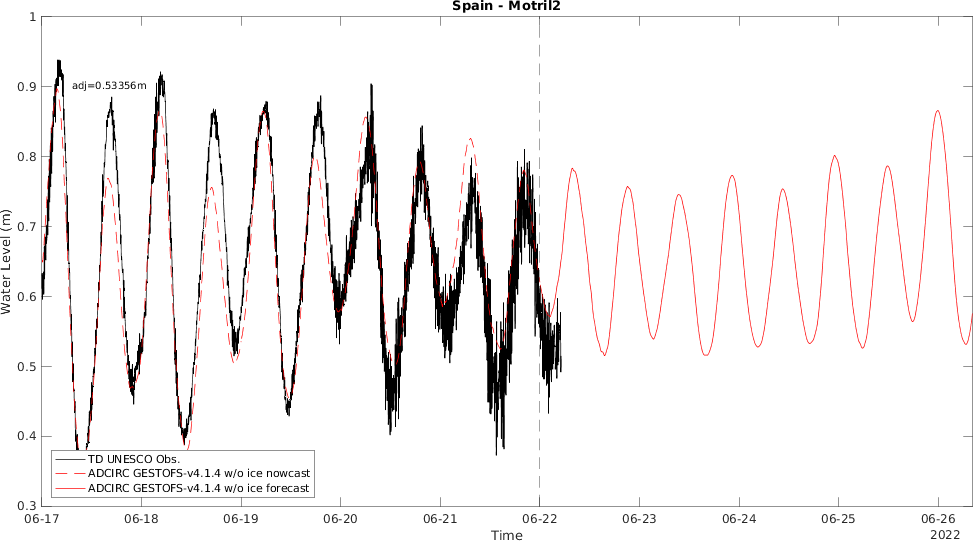 Spain - Motril2
1
0.9
0.8
0.7
0.6
0.5
0.4
0.3
Water Level (m)
adj=0.53356m
TD UNESCO Obs.
ADCIRC GESTOFS-v4.1.4 w/o ice nowcast
ADCIRC GESTOFS-v4.1.4 w/o ice forecast
06-17 06-18 06-19 06-20 06-21 06-22 06-23 06-24 06-25 06-26
2022
Time